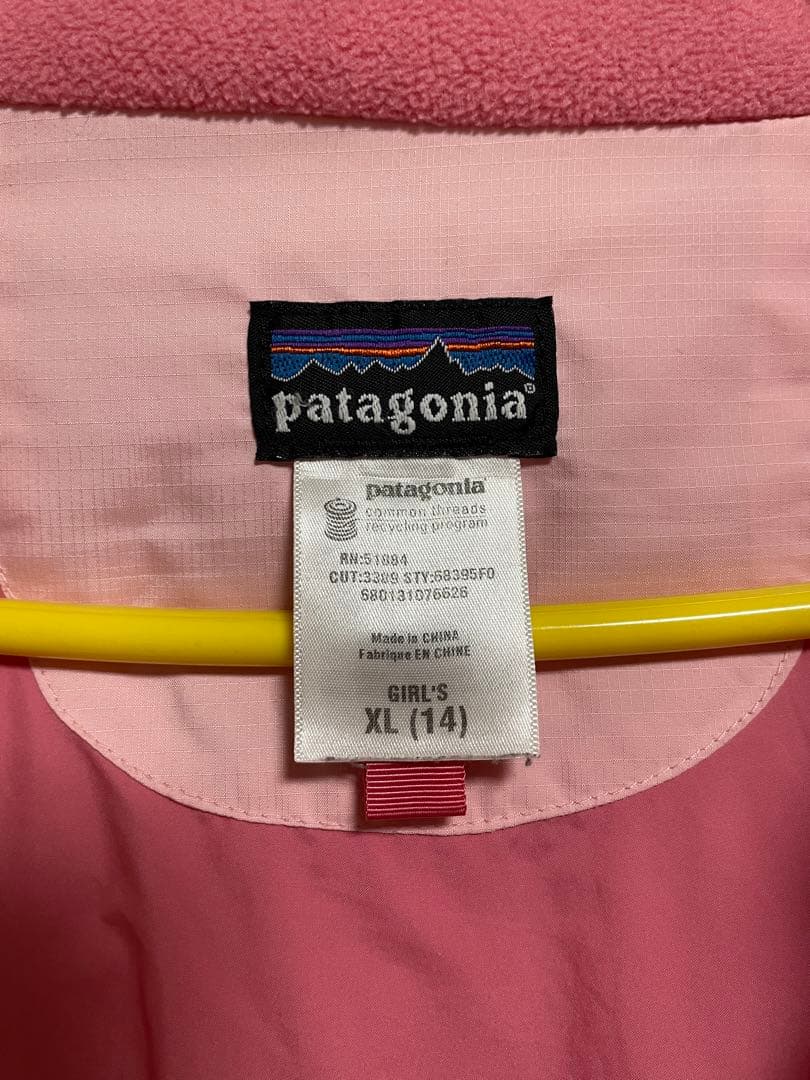 patagonia®
patagonia®
common threads
recycling program
RN:51884
CUT:3389 STY:68395F0
680131076626
Made in CHINA
Fabriqué EN CHINE
GIRL'S
XL (14)